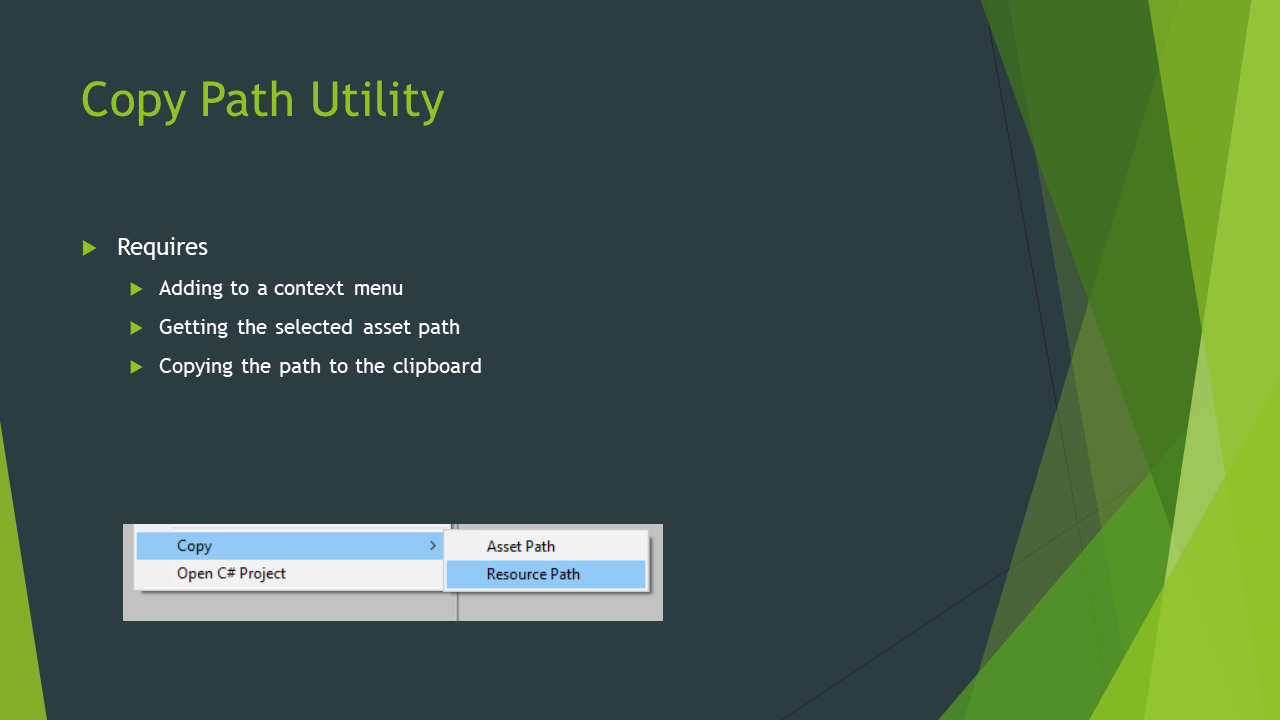 Copy Path Utility
Requires
Adding to a context menu
Getting the selected asset path
Copying the path to the clipboard
Copy
Asset Path
Open C# Project
Resource Path